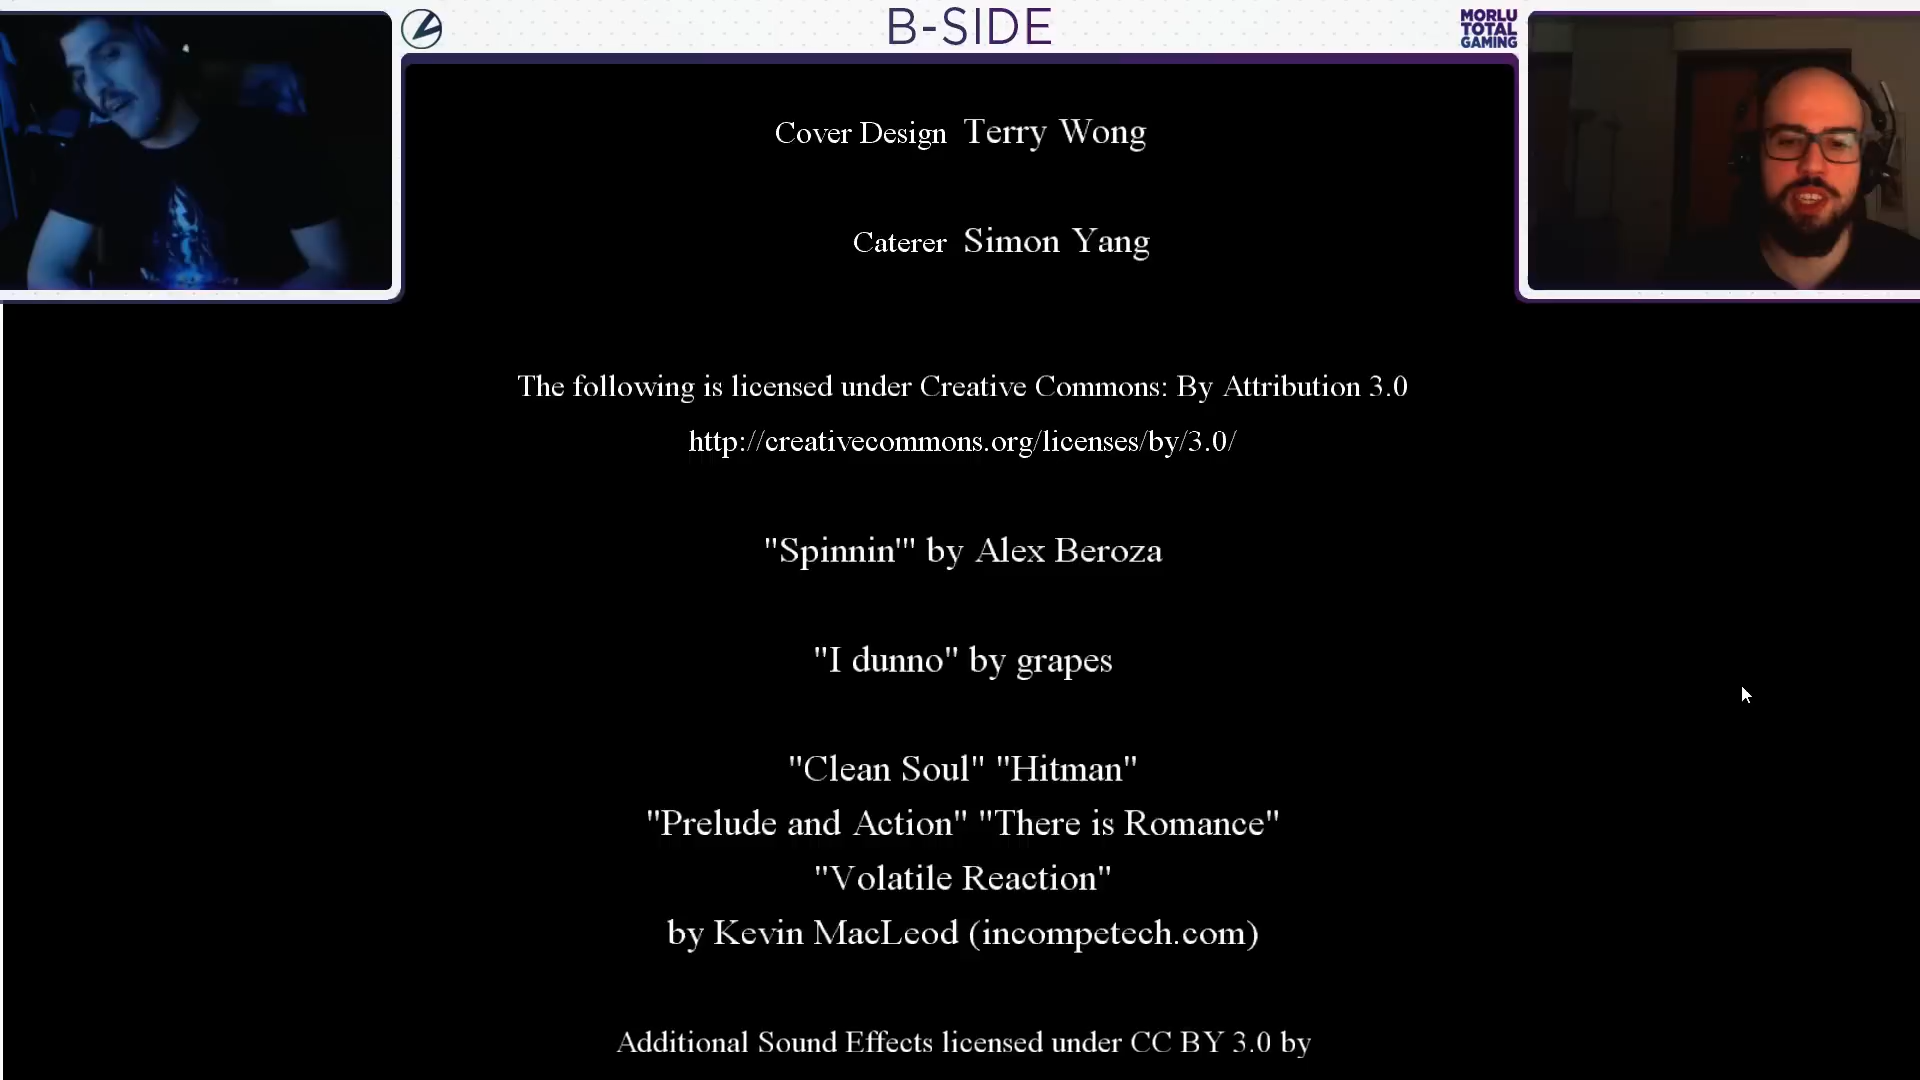 B-SIDE
MORLU
TOTAL
GAMING
Cover Design Terry Wong
Caterer Simon Yang
The following is licensed under Creative Commons: By Attribution 3.0
http://creativecommons.org/licenses/by/3.0/
"Spinnin'" by Alex Beroza
"I dunno" by grapes
"Clean Soul" "Hitman"
"Prelude and Action" "There is Romance"
"Volatile Reaction"
by Kevin MacLeod (incompetech.com)
Additional Sound Effects licensed under CC BY 3.0 by